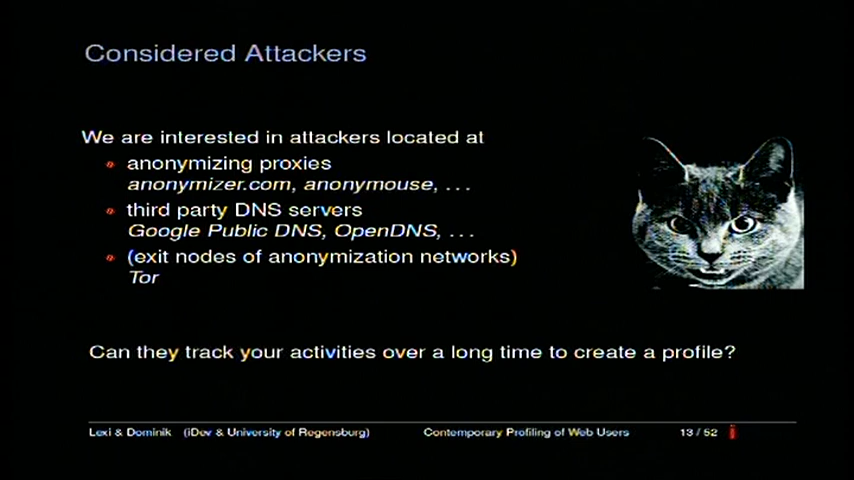 Considered Attackers
We are interested in attackers located at
anonymizing proxies
anonymizer.com, anonymouse, . . .
third party DNS servers
Google Public DNS, OpenDNS, . . .
(exit nodes of anonymization networks)
Tor
Can they track your activities over a long time to create a profile?
Lexi & Dominik (iDev & University of Regensburg) Contemporary Profiling of Web Users 13 / 52